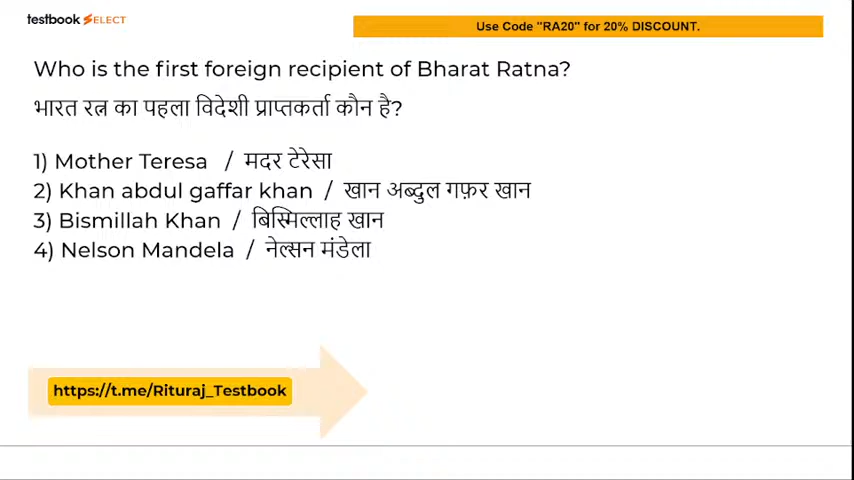 testbook SELECT
Use Code "RA20" for 20% DISCOUNT.
Who is the first foreign recipient of Bharat Ratna?
भारत रत्न का पहला विदेशी प्राप्तकर्ता कौन है?
1) Mother Teresa / मदर टेरेसा
2) Khan abdul gaffar khan / खान अब्दुल गफ़र खान
3) Bismillah Khan / बिस्मिल्लाह खान
4) Nelson Mandela / नेल्सन मंडेला
https://t.me/Rituraj_Testbook